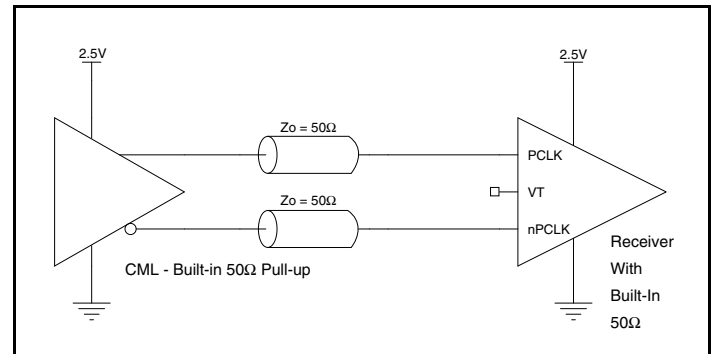 2.5V
2.5V
Zo = 50Ω
PCLK
VT
Zo = 50Ω
nPCLK
CML - Built-in 50Ω Pull-up
Receiver
With
Built-In
50Ω